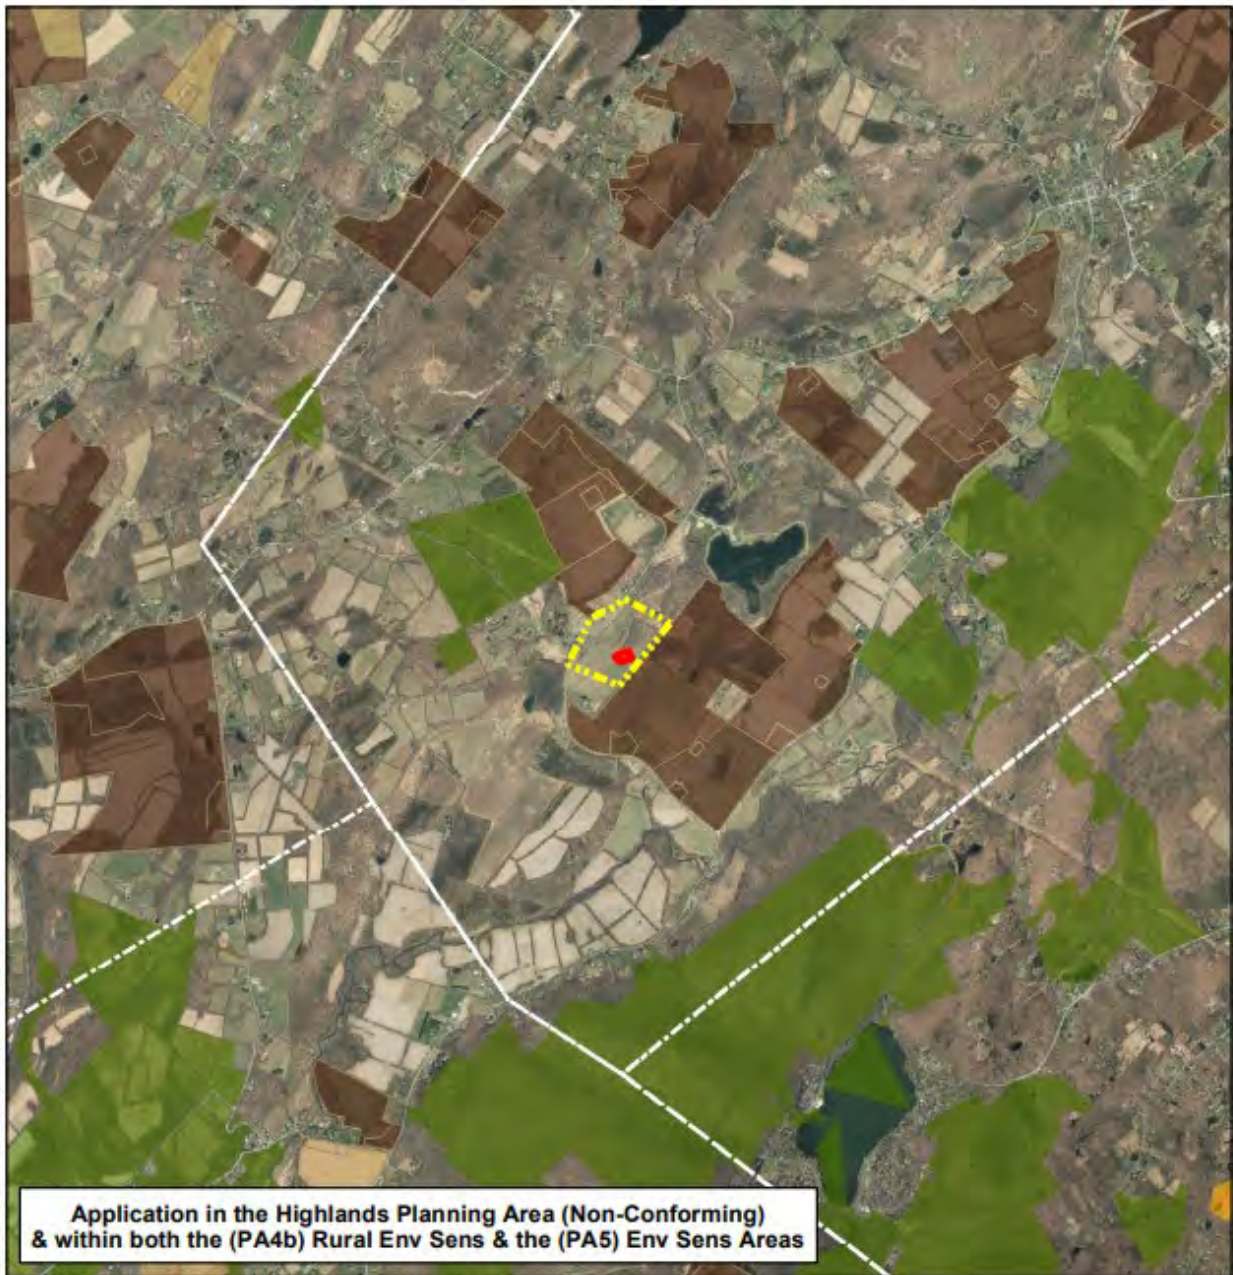 Application in the Highlands Planning Area (Non-Conforming)
& within both the (PA4b) Rural Env Sens & the (PA5) Env Sens Areas